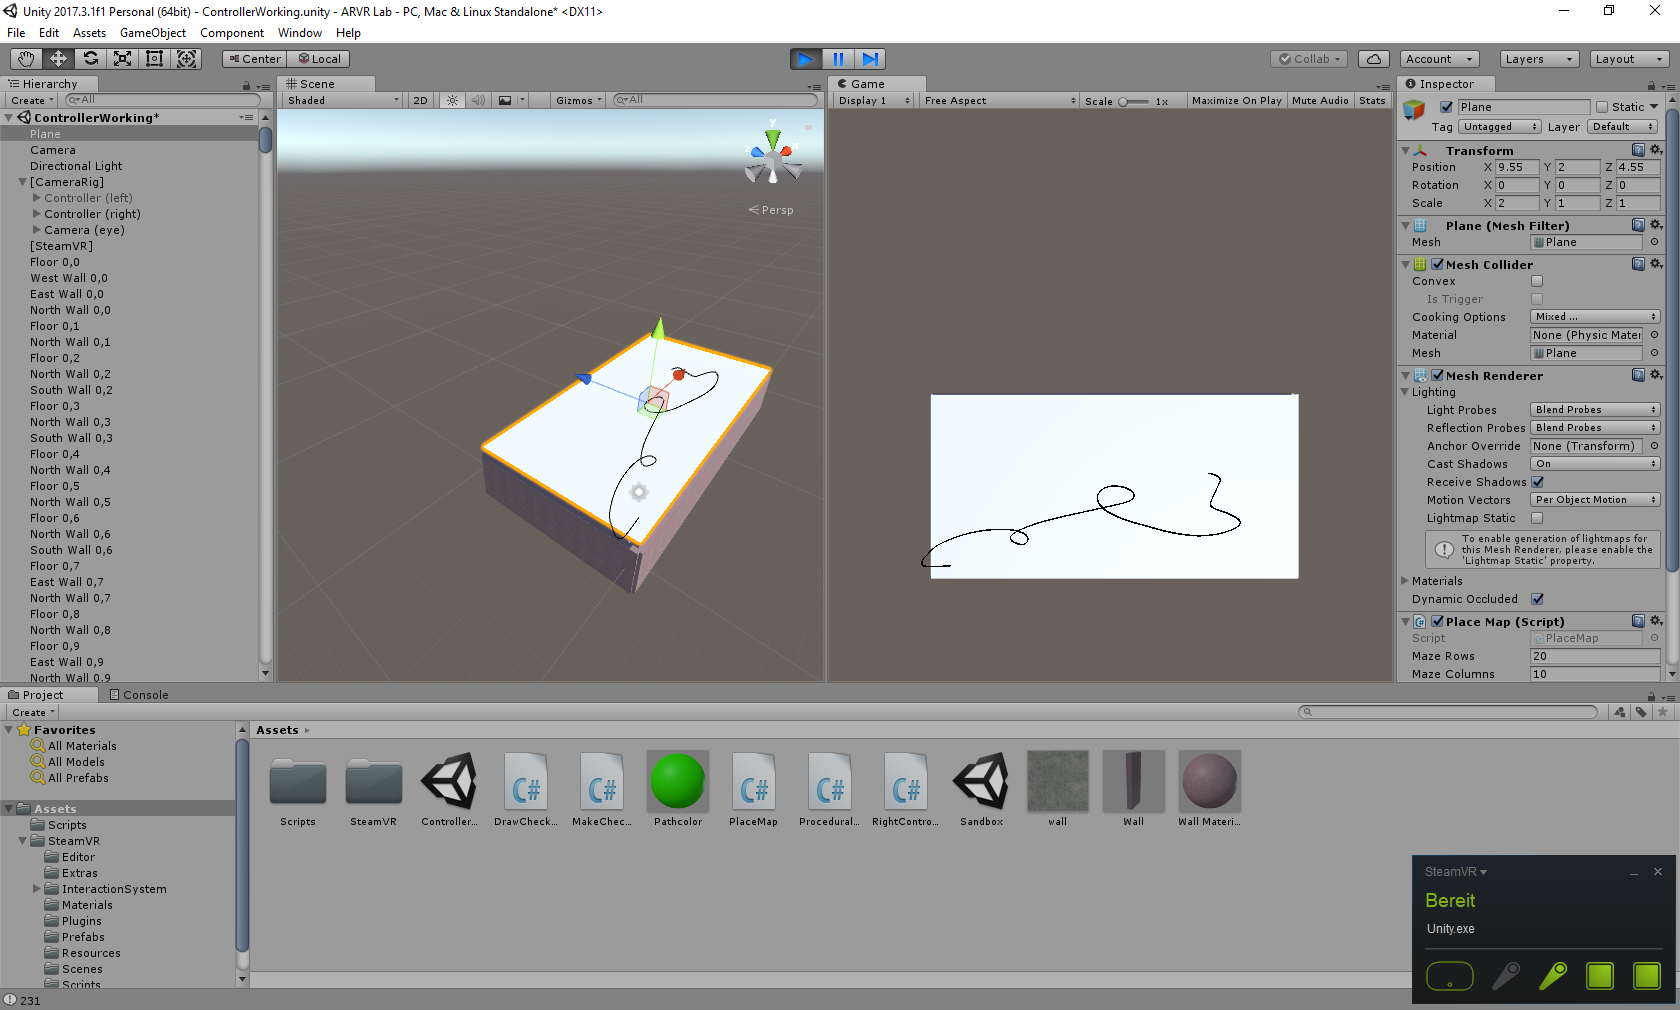 Unity 2017.3.1f1 Personal (64bit) - ControllerWorking.unity - ARVR Lab - PC, Mac & Linux Standalone* <DX11>
File Edit Assets GameObject Component Window Help
Center Local
Collab Account Layers Layout
Hierarchy
Create All
ControllerWorking*
Plane
Camera
Directional Light
[CameraRig]
Controller (left)
Controller (right)
Camera (eye)
[SteamVR]
Floor 0,0
West Wall 0,0
East Wall 0,0
North Wall 0,0
Floor 0,1
North Wall 0,1
Floor 0,2
North Wall 0,2
South Wall 0,2
Floor 0,3
North Wall 0,3
South Wall 0,3
Floor 0,4
North Wall 0,4
Floor 0,5
North Wall 0,5
Floor 0,6
North Wall 0,6
South Wall 0,6
Floor 0,7
East Wall 0,7
North Wall 0,7
Floor 0,8
North Wall 0,8
Floor 0,9
East Wall 0,9
North Wall 0,9
Scene
Shaded 2D Gizmos All
y
z
Persp
Game
Display 1 Free Aspect Scale 1x Maximize On Play Mute Audio Stats
Inspector
Plane Static
Tag Untagged Layer Default
Transform
Position X 9.55 Y 2 Z 4.55
Rotation X 0 Y 0 Z 0
Scale X 2 Y 1 Z 1
Plane (Mesh Filter)
Mesh Plane
Mesh Collider
Convex
Is Trigger
Cooking Options Mixed ...
Material None (Physic Mater
Mesh Plane
Mesh Renderer
Lighting
Light Probes Blend Probes
Reflection Probes Blend Probes
Anchor Override None (Transform)
Cast Shadows On
Receive Shadows
Motion Vectors Per Object Motion
Lightmap Static
To enable generation of lightmaps for
this Mesh Renderer, please enable the
'Lightmap Static' property.
Materials
Dynamic Occluded
Place Map (Script)
Script PlaceMap
Maze Rows 20
Maze Columns 10
Project Console
Create
Favorites
All Materials
All Models
All Prefabs
Assets
Scripts
SteamVR
Editor
Extras
InteractionSystem
Materials
Plugins
Prefabs
Resources
Scenes
Scripts
Assets
C# C# C# C# C#
Scripts SteamVR Controller... DrawCheck... MakeChec... Pathcolor PlaceMap Procedural... RightContro... Sandbox wall Wall Wall Materi...
SteamVR
Bereit
Unity.exe
231